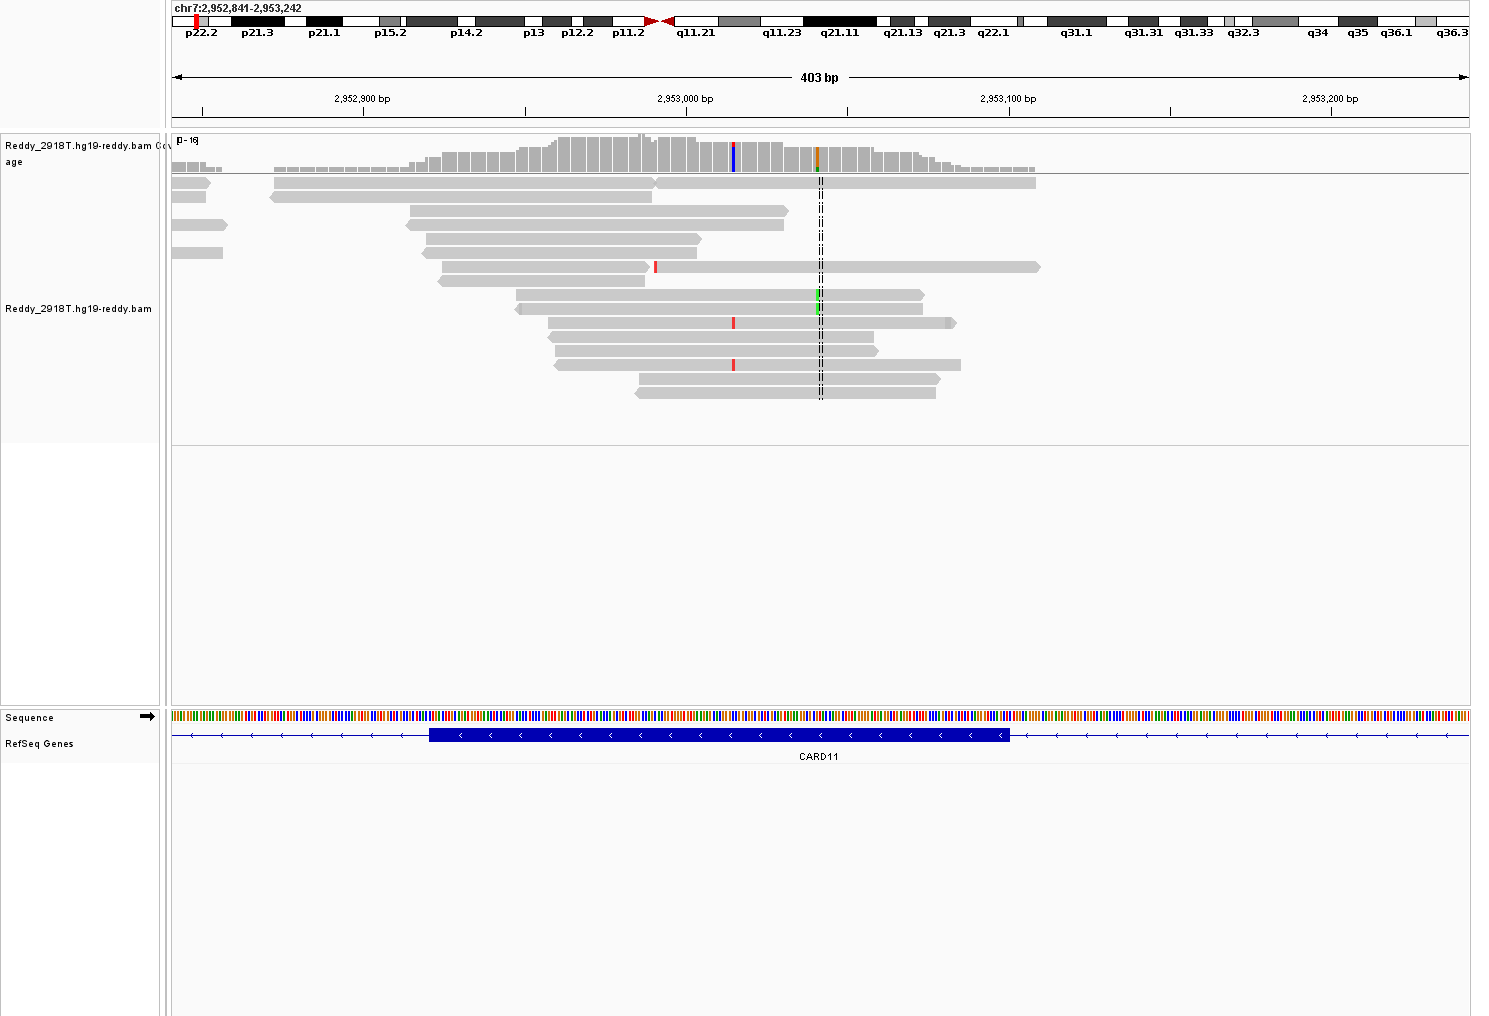 chr7:2,952,841-2,953,242
p22.2 p21.3 p21.1 p15.2 p14.2 p13 p12.2 p11.2 q11.21 q11.23 q21.11 q21.13 q21.3 q22.1 q31.1 q31.31 q31.33 q32.3 q34 q35 q36.1 q36.3
403 bp
2,952,900 bp 2,953,000 bp 2,953,100 bp 2,953,200 bp
Reddy_2918T.hg19-reddy.bam Cov
age
[0 - 16]
Reddy_2918T.hg19-reddy.bam
Sequence
RefSeq Genes
CARD11